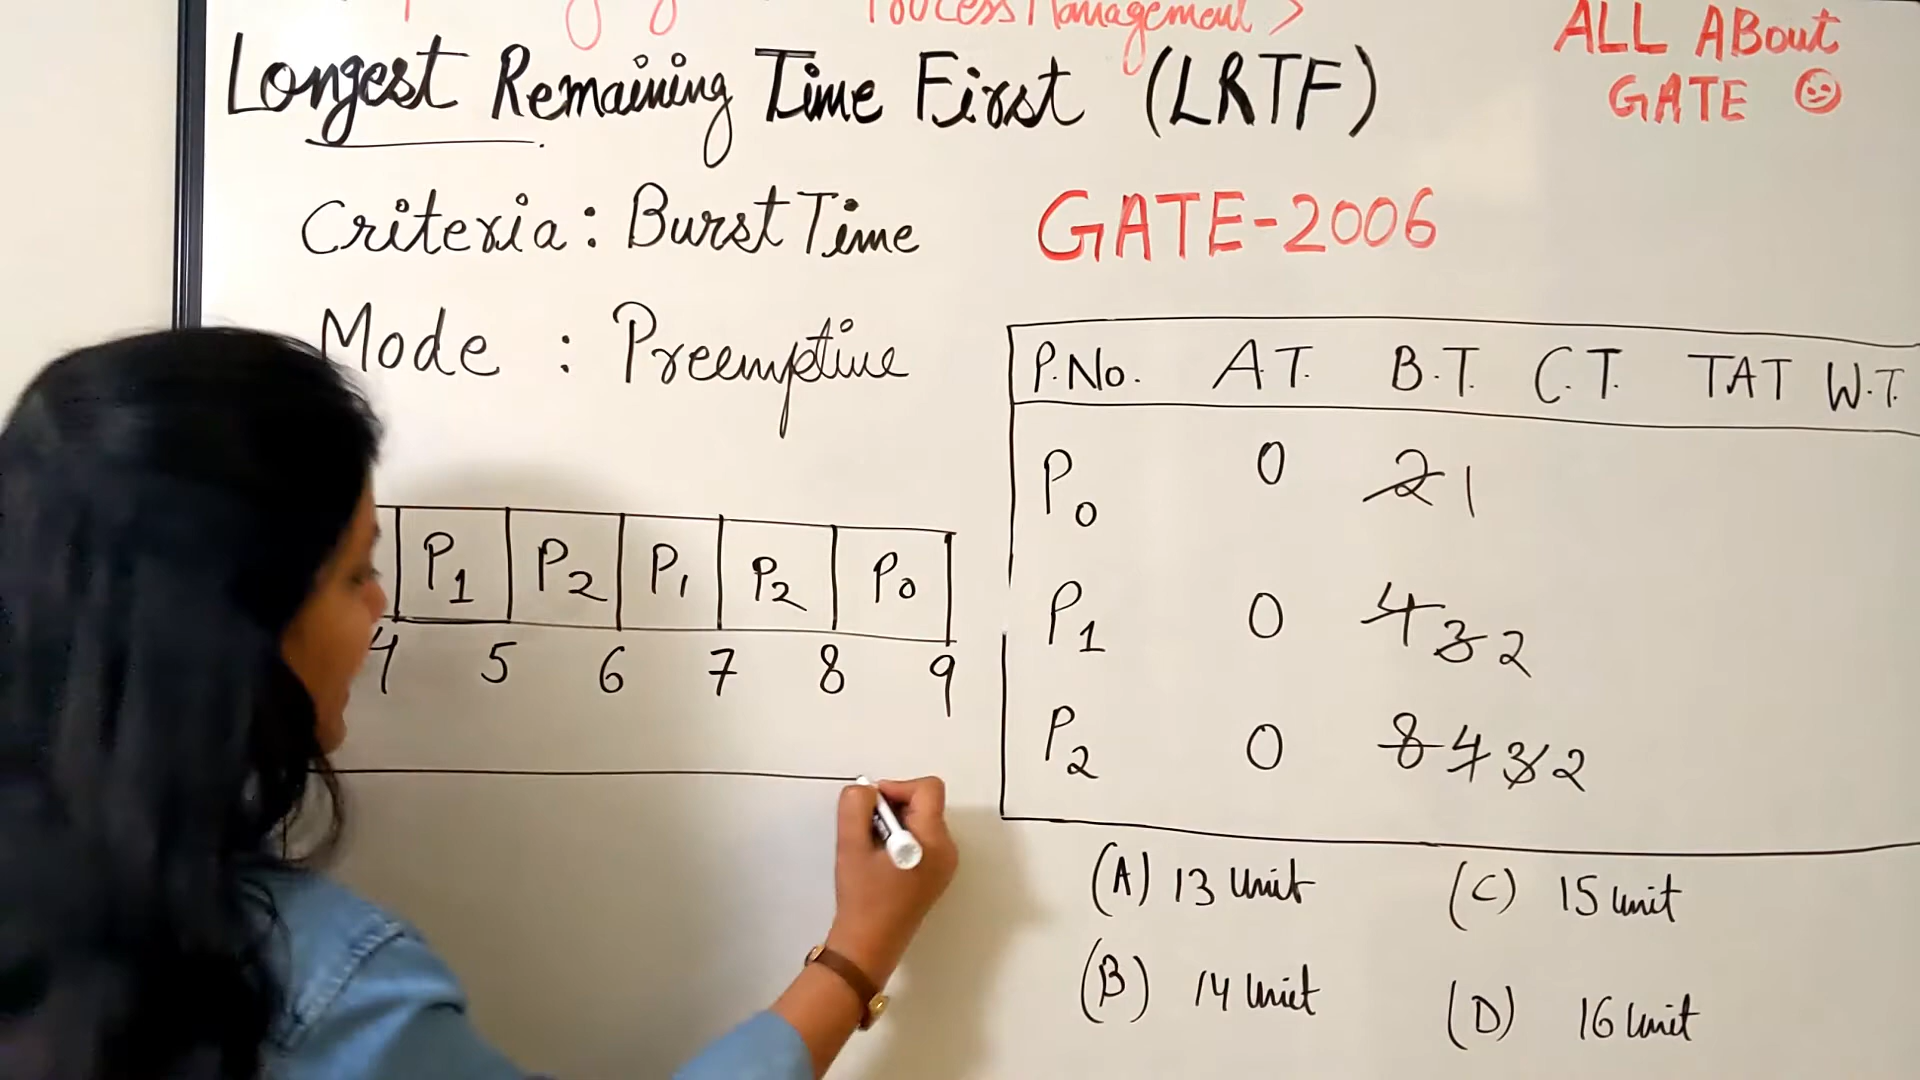 Process Management >
Longest Remaining Time First (LRTF)
ALL ABout
GATE
Criteria : Burst Time
GATE-2006
Mode : Preemptive
P.No. A.T. B.T. C.T. TAT W.T.
P0 0 2 1
P1 0 4 3 2
P2 0 8 4 3 2
P1 P2 P1 P2 P0
4 5 6 7 8 9
(A) 13 Unit (C) 15 unit
(B) 14 Unit (D) 16 Unit